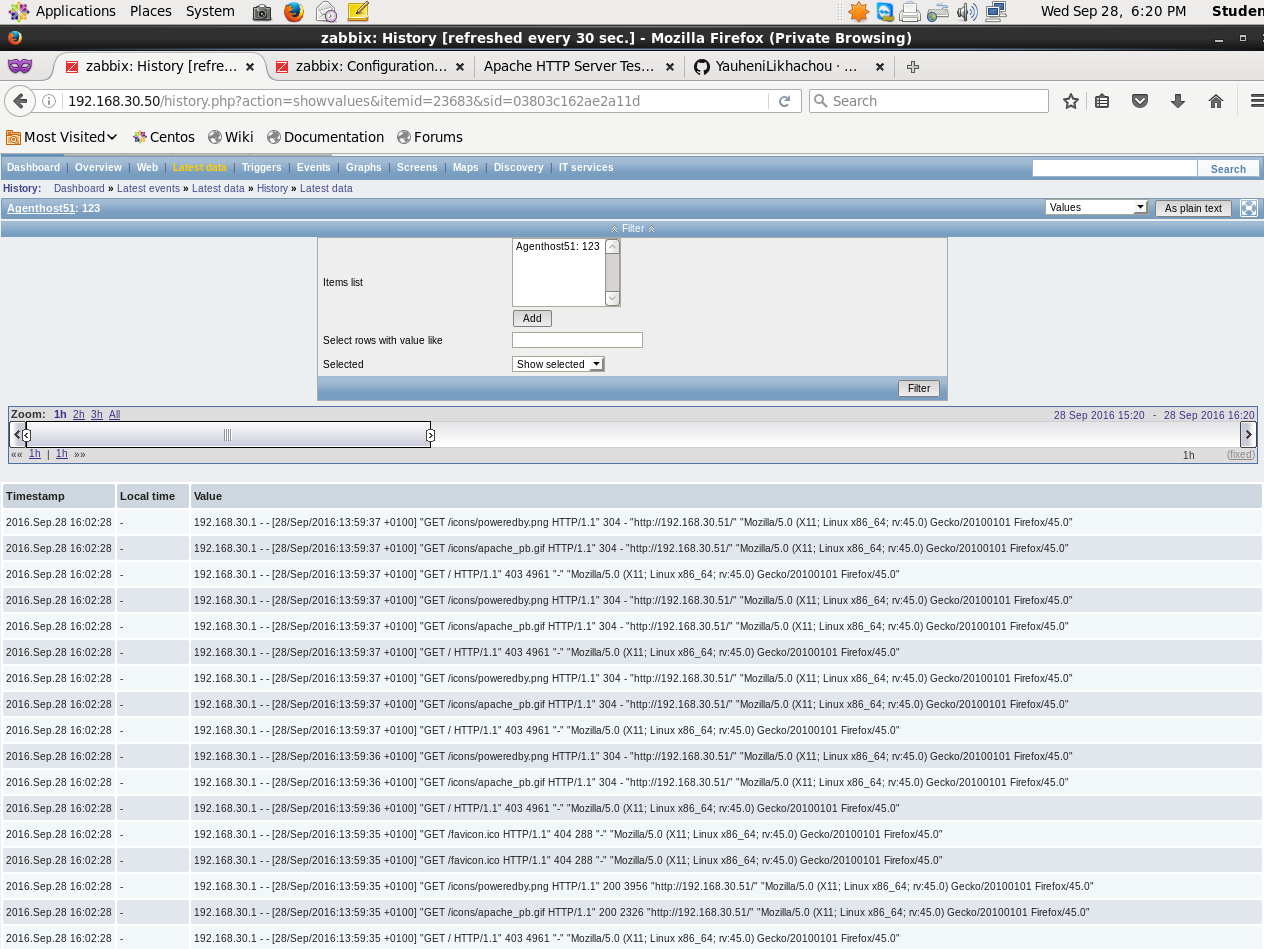 Applications Places System Wed Sep 28, 6:20 PM Studen
zabbix: History [refreshed every 30 sec.] - Mozilla Firefox (Private Browsing)
zabbix: History [refre... × zabbix: Configuration... × Apache HTTP Server Tes... × YauheniLikhachou · ... ×
192.168.30.50/history.php?action=showvalues&itemid=23683&sid=03803c162ae2a11d Search
Most Visited Centos Wiki Documentation Forums
Dashboard | Overview | Web | Latest data | Triggers | Events | Graphs | Screens | Maps | Discovery | IT services Search
History: Dashboard » Latest events » Latest data » History » Latest data
Agenthost51: 123 Values As plain text
Filter
Agenthost51: 123
Items list
Add
Select rows with value like
Selected Show selected
Filter
Zoom: 1h 2h 3h All 28 Sep 2016 15:20 - 28 Sep 2016 16:20
«« 1h | 1h »» 1h (fixed)
Timestamp Local time Value
2016.Sep.28 16:02:28 - 192.168.30.1 - - [28/Sep/2016:13:59:37 +0100] "GET /icons/poweredby.png HTTP/1.1" 304 - "http://192.168.30.51/" "Mozilla/5.0 (X11; Linux x86_64; rv:45.0) Gecko/20100101 Firefox/45.0"
2016.Sep.28 16:02:28 - 192.168.30.1 - - [28/Sep/2016:13:59:37 +0100] "GET /icons/apache_pb.gif HTTP/1.1" 304 - "http://192.168.30.51/" "Mozilla/5.0 (X11; Linux x86_64; rv:45.0) Gecko/20100101 Firefox/45.0"
2016.Sep.28 16:02:28 - 192.168.30.1 - - [28/Sep/2016:13:59:37 +0100] "GET / HTTP/1.1" 403 4961 "-" "Mozilla/5.0 (X11; Linux x86_64; rv:45.0) Gecko/20100101 Firefox/45.0"
2016.Sep.28 16:02:28 - 192.168.30.1 - - [28/Sep/2016:13:59:37 +0100] "GET /icons/poweredby.png HTTP/1.1" 304 - "http://192.168.30.51/" "Mozilla/5.0 (X11; Linux x86_64; rv:45.0) Gecko/20100101 Firefox/45.0"
2016.Sep.28 16:02:28 - 192.168.30.1 - - [28/Sep/2016:13:59:37 +0100] "GET /icons/apache_pb.gif HTTP/1.1" 304 - "http://192.168.30.51/" "Mozilla/5.0 (X11; Linux x86_64; rv:45.0) Gecko/20100101 Firefox/45.0"
2016.Sep.28 16:02:28 - 192.168.30.1 - - [28/Sep/2016:13:59:37 +0100] "GET / HTTP/1.1" 403 4961 "-" "Mozilla/5.0 (X11; Linux x86_64; rv:45.0) Gecko/20100101 Firefox/45.0"
2016.Sep.28 16:02:28 - 192.168.30.1 - - [28/Sep/2016:13:59:37 +0100] "GET /icons/poweredby.png HTTP/1.1" 304 - "http://192.168.30.51/" "Mozilla/5.0 (X11; Linux x86_64; rv:45.0) Gecko/20100101 Firefox/45.0"
2016.Sep.28 16:02:28 - 192.168.30.1 - - [28/Sep/2016:13:59:37 +0100] "GET /icons/apache_pb.gif HTTP/1.1" 304 - "http://192.168.30.51/" "Mozilla/5.0 (X11; Linux x86_64; rv:45.0) Gecko/20100101 Firefox/45.0"
2016.Sep.28 16:02:28 - 192.168.30.1 - - [28/Sep/2016:13:59:37 +0100] "GET / HTTP/1.1" 403 4961 "-" "Mozilla/5.0 (X11; Linux x86_64; rv:45.0) Gecko/20100101 Firefox/45.0"
2016.Sep.28 16:02:28 - 192.168.30.1 - - [28/Sep/2016:13:59:36 +0100] "GET /icons/poweredby.png HTTP/1.1" 304 - "http://192.168.30.51/" "Mozilla/5.0 (X11; Linux x86_64; rv:45.0) Gecko/20100101 Firefox/45.0"
2016.Sep.28 16:02:28 - 192.168.30.1 - - [28/Sep/2016:13:59:36 +0100] "GET /icons/apache_pb.gif HTTP/1.1" 304 - "http://192.168.30.51/" "Mozilla/5.0 (X11; Linux x86_64; rv:45.0) Gecko/20100101 Firefox/45.0"
2016.Sep.28 16:02:28 - 192.168.30.1 - - [28/Sep/2016:13:59:36 +0100] "GET / HTTP/1.1" 403 4961 "-" "Mozilla/5.0 (X11; Linux x86_64; rv:45.0) Gecko/20100101 Firefox/45.0"
2016.Sep.28 16:02:28 - 192.168.30.1 - - [28/Sep/2016:13:59:35 +0100] "GET /favicon.ico HTTP/1.1" 404 288 "-" "Mozilla/5.0 (X11; Linux x86_64; rv:45.0) Gecko/20100101 Firefox/45.0"
2016.Sep.28 16:02:28 - 192.168.30.1 - - [28/Sep/2016:13:59:35 +0100] "GET /favicon.ico HTTP/1.1" 404 288 "-" "Mozilla/5.0 (X11; Linux x86_64; rv:45.0) Gecko/20100101 Firefox/45.0"
2016.Sep.28 16:02:28 - 192.168.30.1 - - [28/Sep/2016:13:59:35 +0100] "GET /icons/poweredby.png HTTP/1.1" 200 3956 "http://192.168.30.51/" "Mozilla/5.0 (X11; Linux x86_64; rv:45.0) Gecko/20100101 Firefox/45.0"
2016.Sep.28 16:02:28 - 192.168.30.1 - - [28/Sep/2016:13:59:35 +0100] "GET /icons/apache_pb.gif HTTP/1.1" 200 2326 "http://192.168.30.51/" "Mozilla/5.0 (X11; Linux x86_64; rv:45.0) Gecko/20100101 Firefox/45.0"
2016.Sep.28 16:02:28 - 192.168.30.1 - - [28/Sep/2016:13:59:35 +0100] "GET / HTTP/1.1" 403 4961 "-" "Mozilla/5.0 (X11; Linux x86_64; rv:45.0) Gecko/20100101 Firefox/45.0"